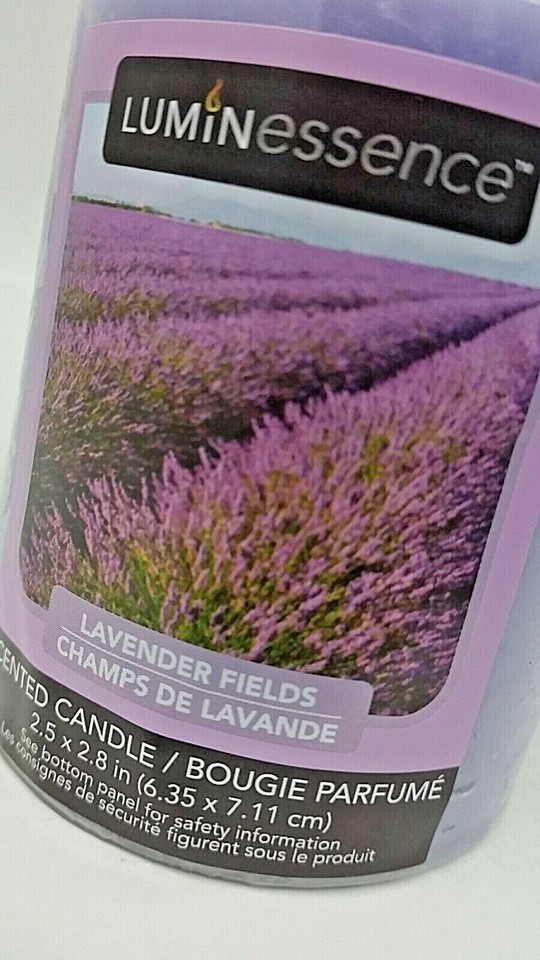 LUMiNessence™
LAVENDER FIELDS
CHAMPS DE LAVANDE
CENTED CANDLE / BOUGIE PARFUMÉ
2.5 x 2.8 in (6.35 x 7.11 cm)
See bottom panel for safety information
Les consignes de sécurité figurent sous le produit